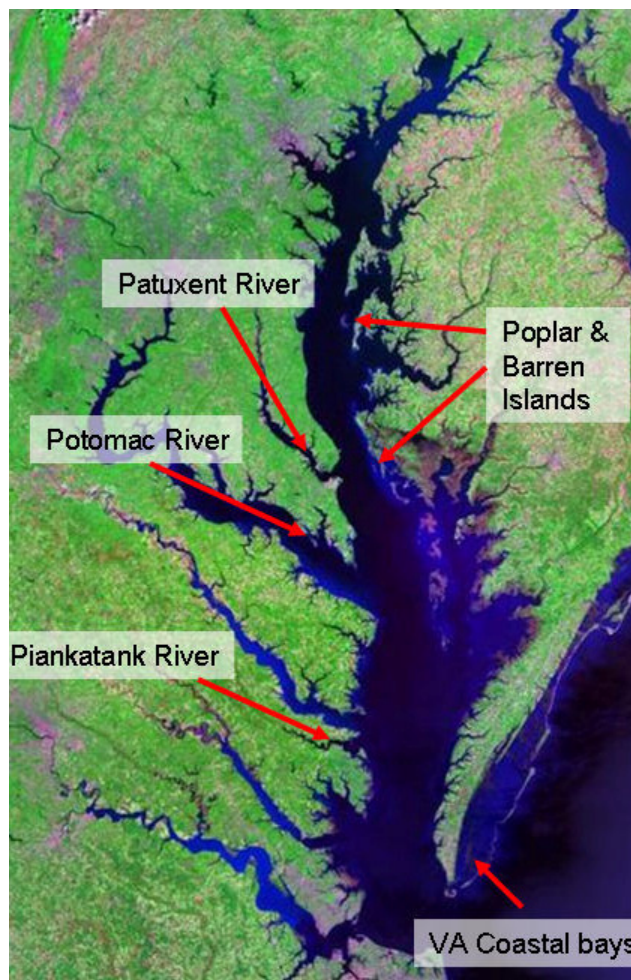 Patuxent River
Poplar &
Barren
Islands
Potomac River
Piankatank River
VA Coastal bays